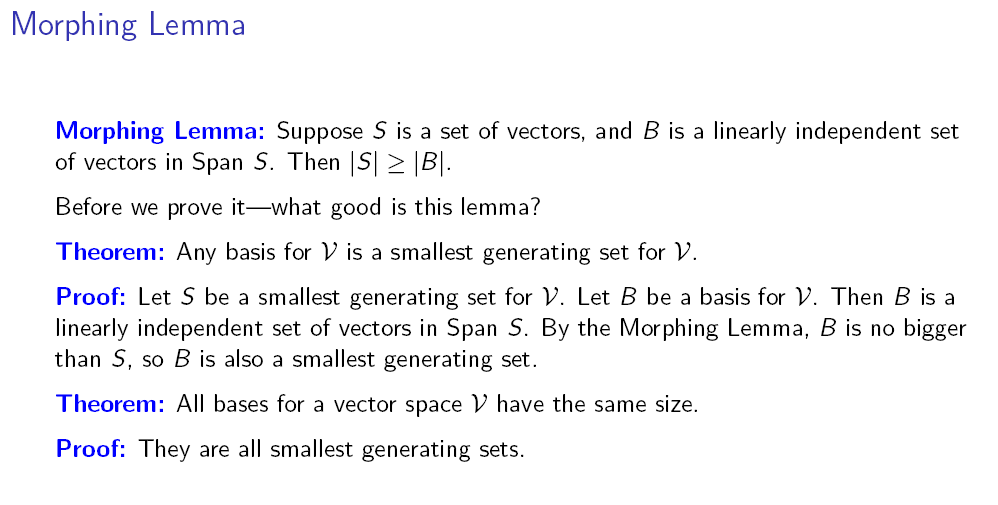 Morphing Lemma
Morphing Lemma: Suppose S is a set of vectors, and B is a linearly independent set
of vectors in Span S. Then |S| ≥ |B|.
Before we prove it—what good is this lemma?
Theorem: Any basis for 𝒱 is a smallest generating set for 𝒱.
Proof: Let S be a smallest generating set for 𝒱. Let B be a basis for 𝒱. Then B is a
linearly independent set of vectors in Span S. By the Morphing Lemma, B is no bigger
than S, so B is also a smallest generating set.
Theorem: All bases for a vector space 𝒱 have the same size.
Proof: They are all smallest generating sets.